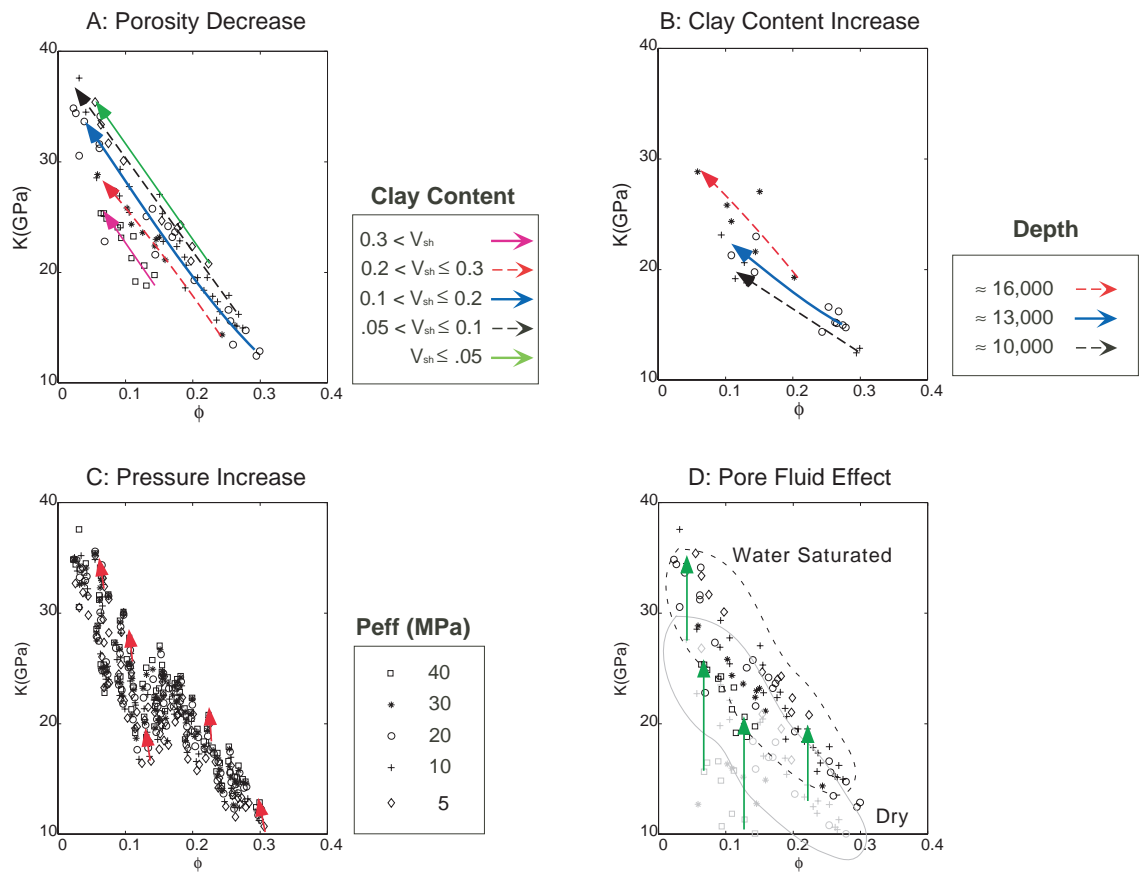 A: Porosity Decrease
40
30
20
10
K(GPa)
0 0.1 0.2 0.3 0.4
ϕ
Clay Content
0.3 < Vsh
0.2 < Vsh ≤ 0.3
0.1 < Vsh ≤ 0.2
.05 < Vsh ≤ 0.1
Vsh ≤ .05
B: Clay Content Increase
40
30
20
10
K(GPa)
0 0.1 0.2 0.3 0.4
ϕ
Depth
≈ 16,000
≈ 13,000
≈ 10,000
C: Pressure Increase
40
30
20
10
K(GPa)
0 0.1 0.2 0.3 0.4
ϕ
Peff (MPa)
40
30
20
10
5
D: Pore Fluid Effect
40
30
20
10
K(GPa)
Water Saturated
Dry
0 0.1 0.2 0.3 0.4
ϕ